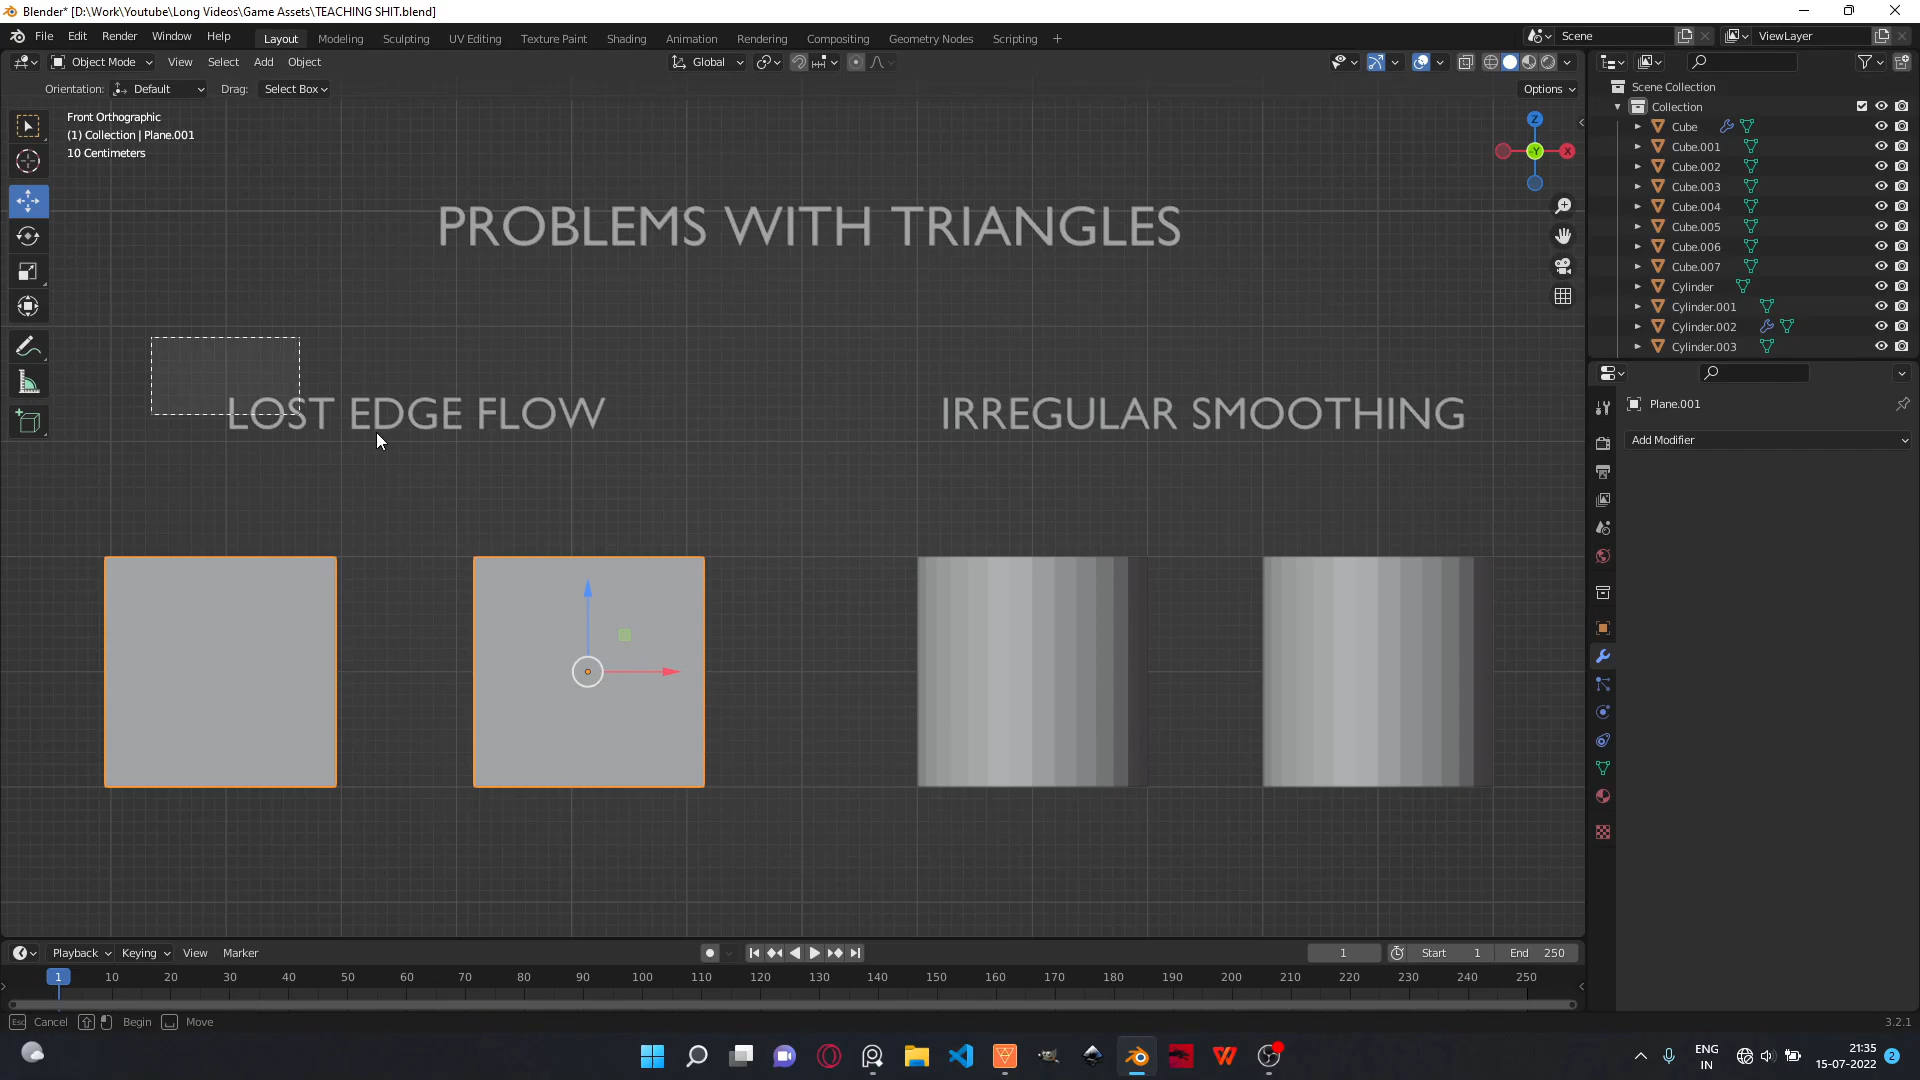 Blender* [D:\Work\Youtube\Long Videos\Game Assets\TEACHING SHIT.blend]
File Edit Render Window Help Layout Modeling Sculpting UV Editing Texture Paint Shading Animation Rendering Compositing Geometry Nodes Scripting + Scene ViewLayer
Object Mode View Select Add Object Global
Orientation: Default Drag: Select Box Options
Front Orthographic
(1) Collection | Plane.001
10 Centimeters
Z
-Y X
PROBLEMS WITH TRIANGLES
LOST EDGE FLOW IRREGULAR SMOOTHING
Scene Collection
Collection
Cube
Cube.001
Cube.002
Cube.003
Cube.004
Cube.005
Cube.006
Cube.007
Cylinder
Cylinder.001
Cylinder.002
Cylinder.003
Plane.001
Add Modifier
Playback Keying View Marker 1 Start 1 End 250
1 10 20 30 40 50 60 70 80 90 100 110 120 130 140 150 160 170 180 190 200 210 220 230 240 250
Esc Cancel Begin Move 3.2.1
ENG
IN
21:35
15-07-2022
2